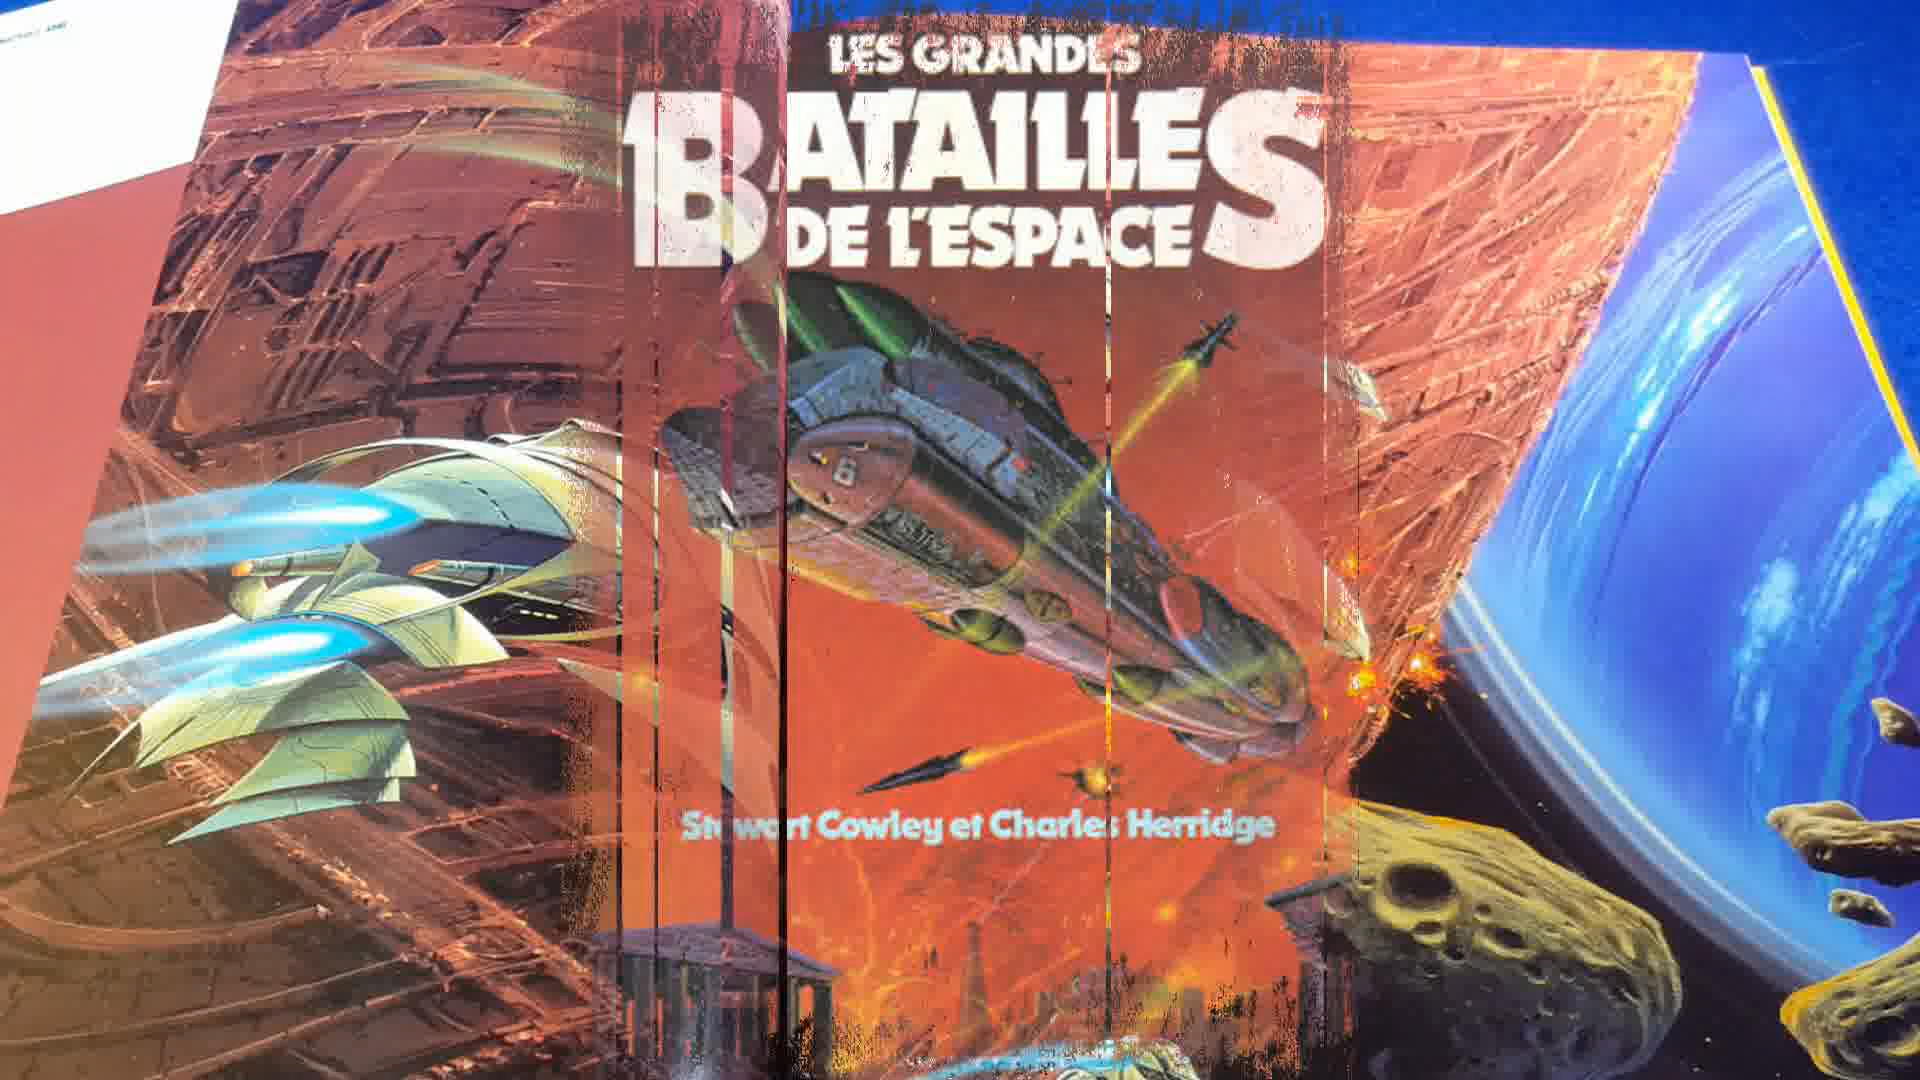 LES GRANDES
BATAILLES
DE L'ESPACE
Stewart Cowley et Charles Herridge